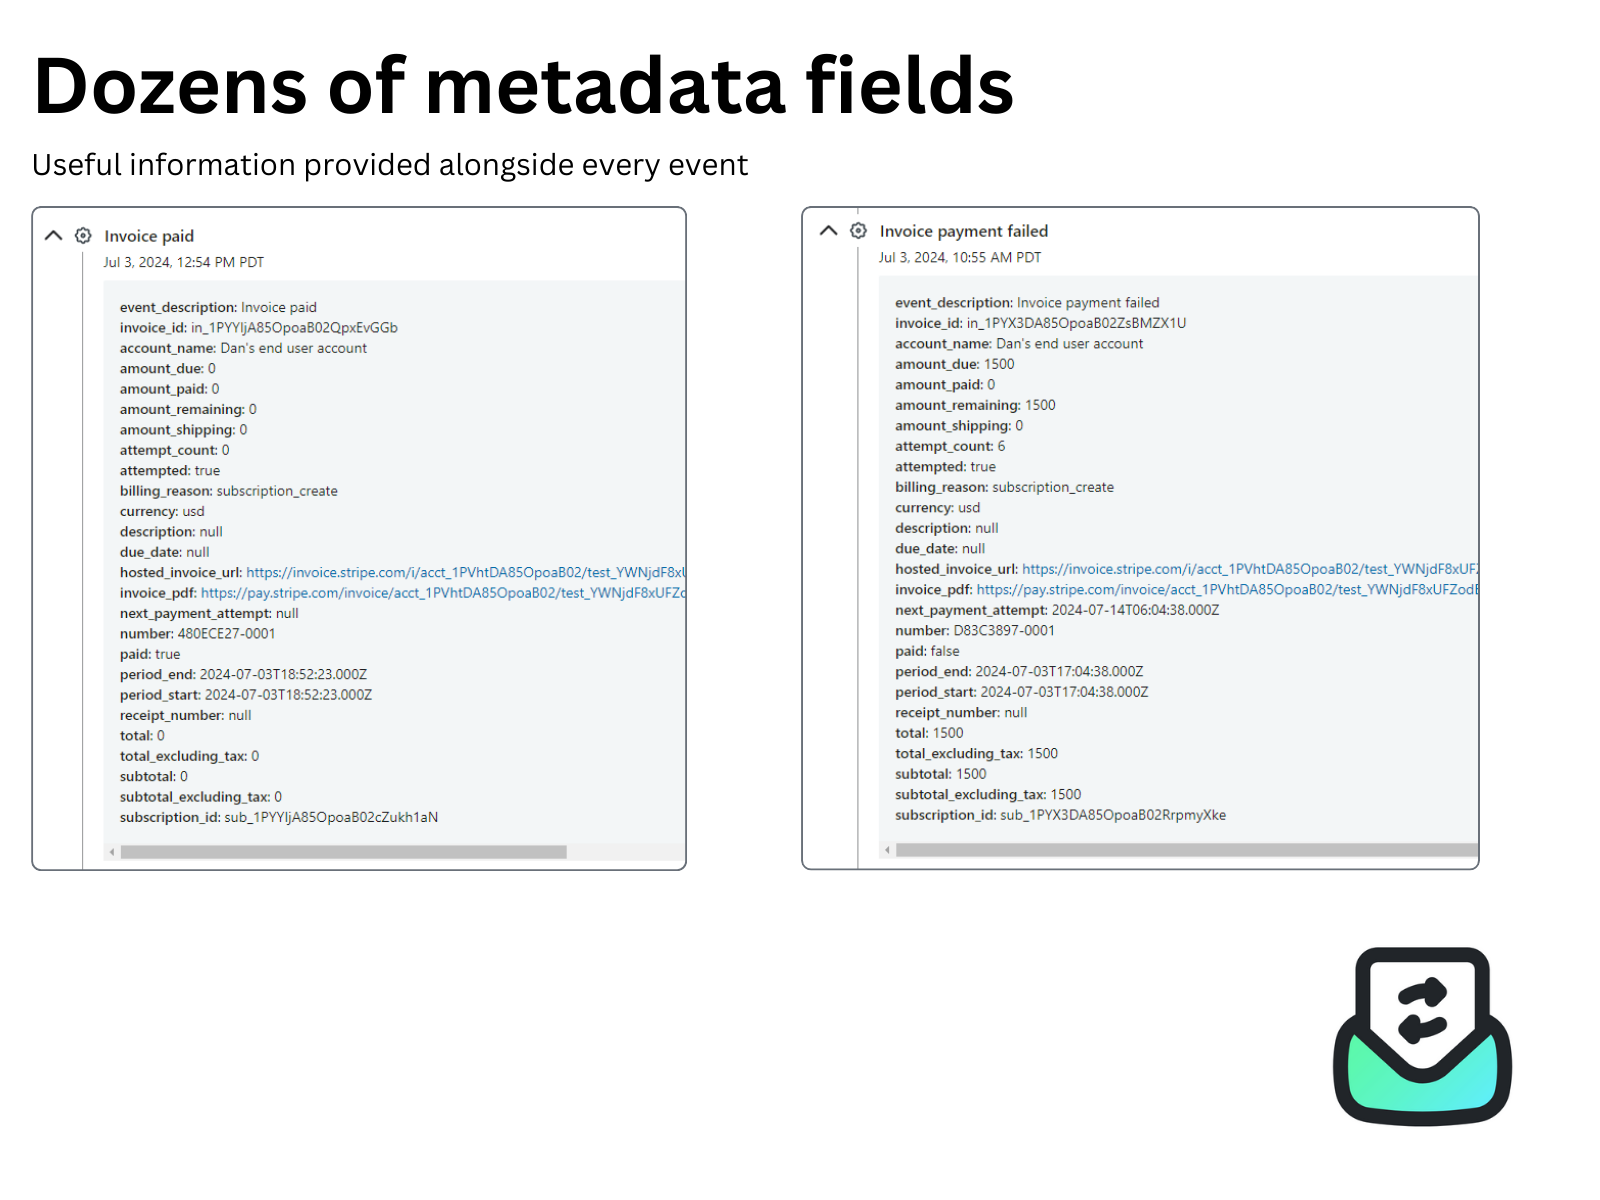 Dozens of metadata fields
Useful information provided alongside every event
Invoice paid
Jul 3, 2024, 12:54 PM PDT
event_description: Invoice paid
invoice_id: in_1PYYIjA85OpoaB02QpxEvGGb
account_name: Dan's end user account
amount_due: 0
amount_paid: 0
amount_remaining: 0
amount_shipping: 0
attempt_count: 0
attempted: true
billing_reason: subscription_create
currency: usd
description: null
due_date: null
hosted_invoice_url: https://invoice.stripe.com/i/acct_1PVhtDA85OpoaB02/test_YWNjdF8xU
invoice_pdf: https://pay.stripe.com/invoice/acct_1PVhtDA85OpoaB02/test_YWNjdF8xUFZo
next_payment_attempt: null
number: 480ECE27-0001
paid: true
period_end: 2024-07-03T18:52:23.000Z
period_start: 2024-07-03T18:52:23.000Z
receipt_number: null
total: 0
total_excluding_tax: 0
subtotal: 0
subtotal_excluding_tax: 0
subscription_id: sub_1PYYIjA85OpoaB02cZukh1aN
Invoice payment failed
Jul 3, 2024, 10:55 AM PDT
event_description: Invoice payment failed
invoice_id: in_1PYX3DA85OpoaB02ZsBMZX1U
account_name: Dan's end user account
amount_due: 1500
amount_paid: 0
amount_remaining: 1500
amount_shipping: 0
attempt_count: 6
attempted: true
billing_reason: subscription_create
currency: usd
description: null
due_date: null
hosted_invoice_url: https://invoice.stripe.com/i/acct_1PVhtDA85OpoaB02/test_YWNjdF8xUFZ
invoice_pdf: https://pay.stripe.com/invoice/acct_1PVhtDA85OpoaB02/test_YWNjdF8xUFZodE
next_payment_attempt: 2024-07-14T06:04:38.000Z
number: D83C3897-0001
paid: false
period_end: 2024-07-03T17:04:38.000Z
period_start: 2024-07-03T17:04:38.000Z
receipt_number: null
total: 1500
total_excluding_tax: 1500
subtotal: 1500
subtotal_excluding_tax: 1500
subscription_id: sub_1PYX3DA85OpoaB02RrpmyXke